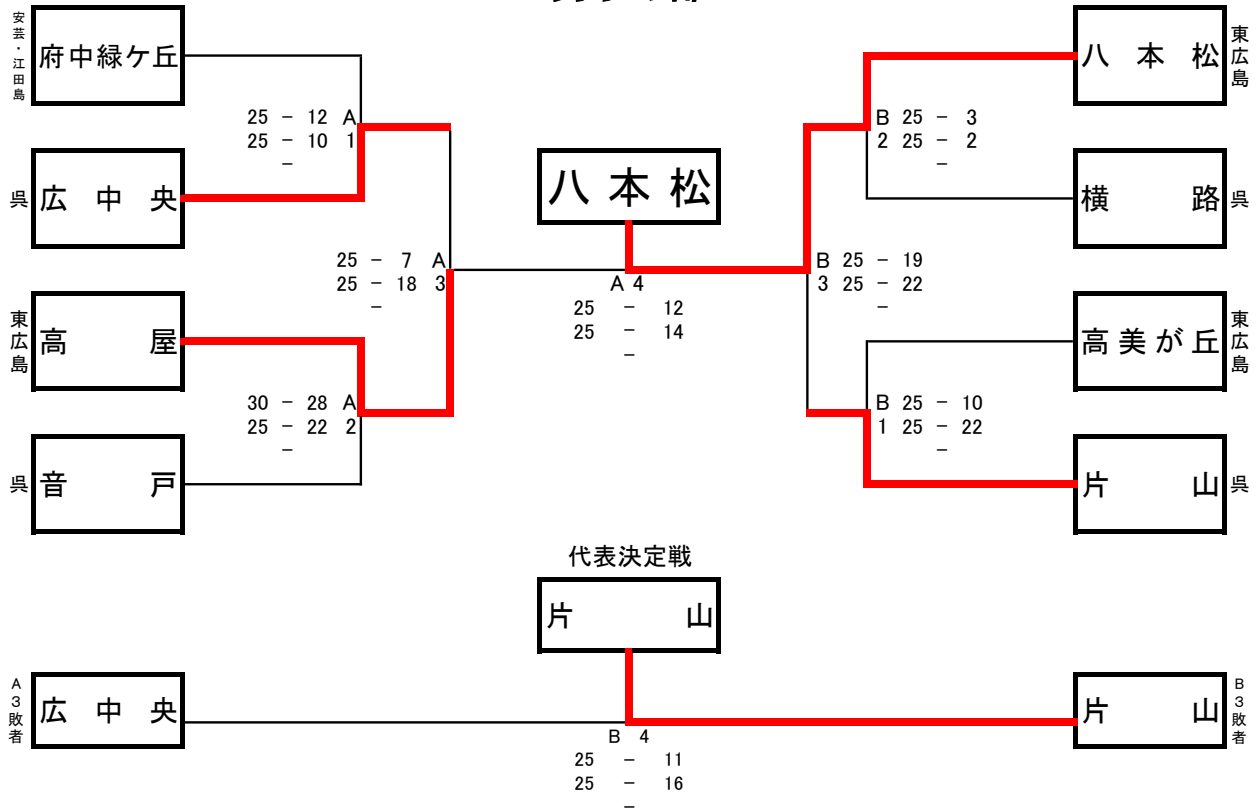 安芸・江田島
府中緑ケ丘
八本松
東広島
25 - 12 A
25 - 10 1
-
B 25 - 3
2 25 - 2
-
呉
広中央
八本松
横路
呉
25 - 7 A
25 - 18 3
-
A 4
25 - 12
25 - 14
-
B 25 - 19
3 25 - 22
-
東広島
高屋
高美が丘
東広島
30 - 28 A
25 - 22 2
-
B 25 - 10
1 25 - 22
-
呉
音戸
片山
呉
代表決定戦
片山
A3敗者
広中央
片山
B3敗者
B 4
25 - 11
25 - 16
-